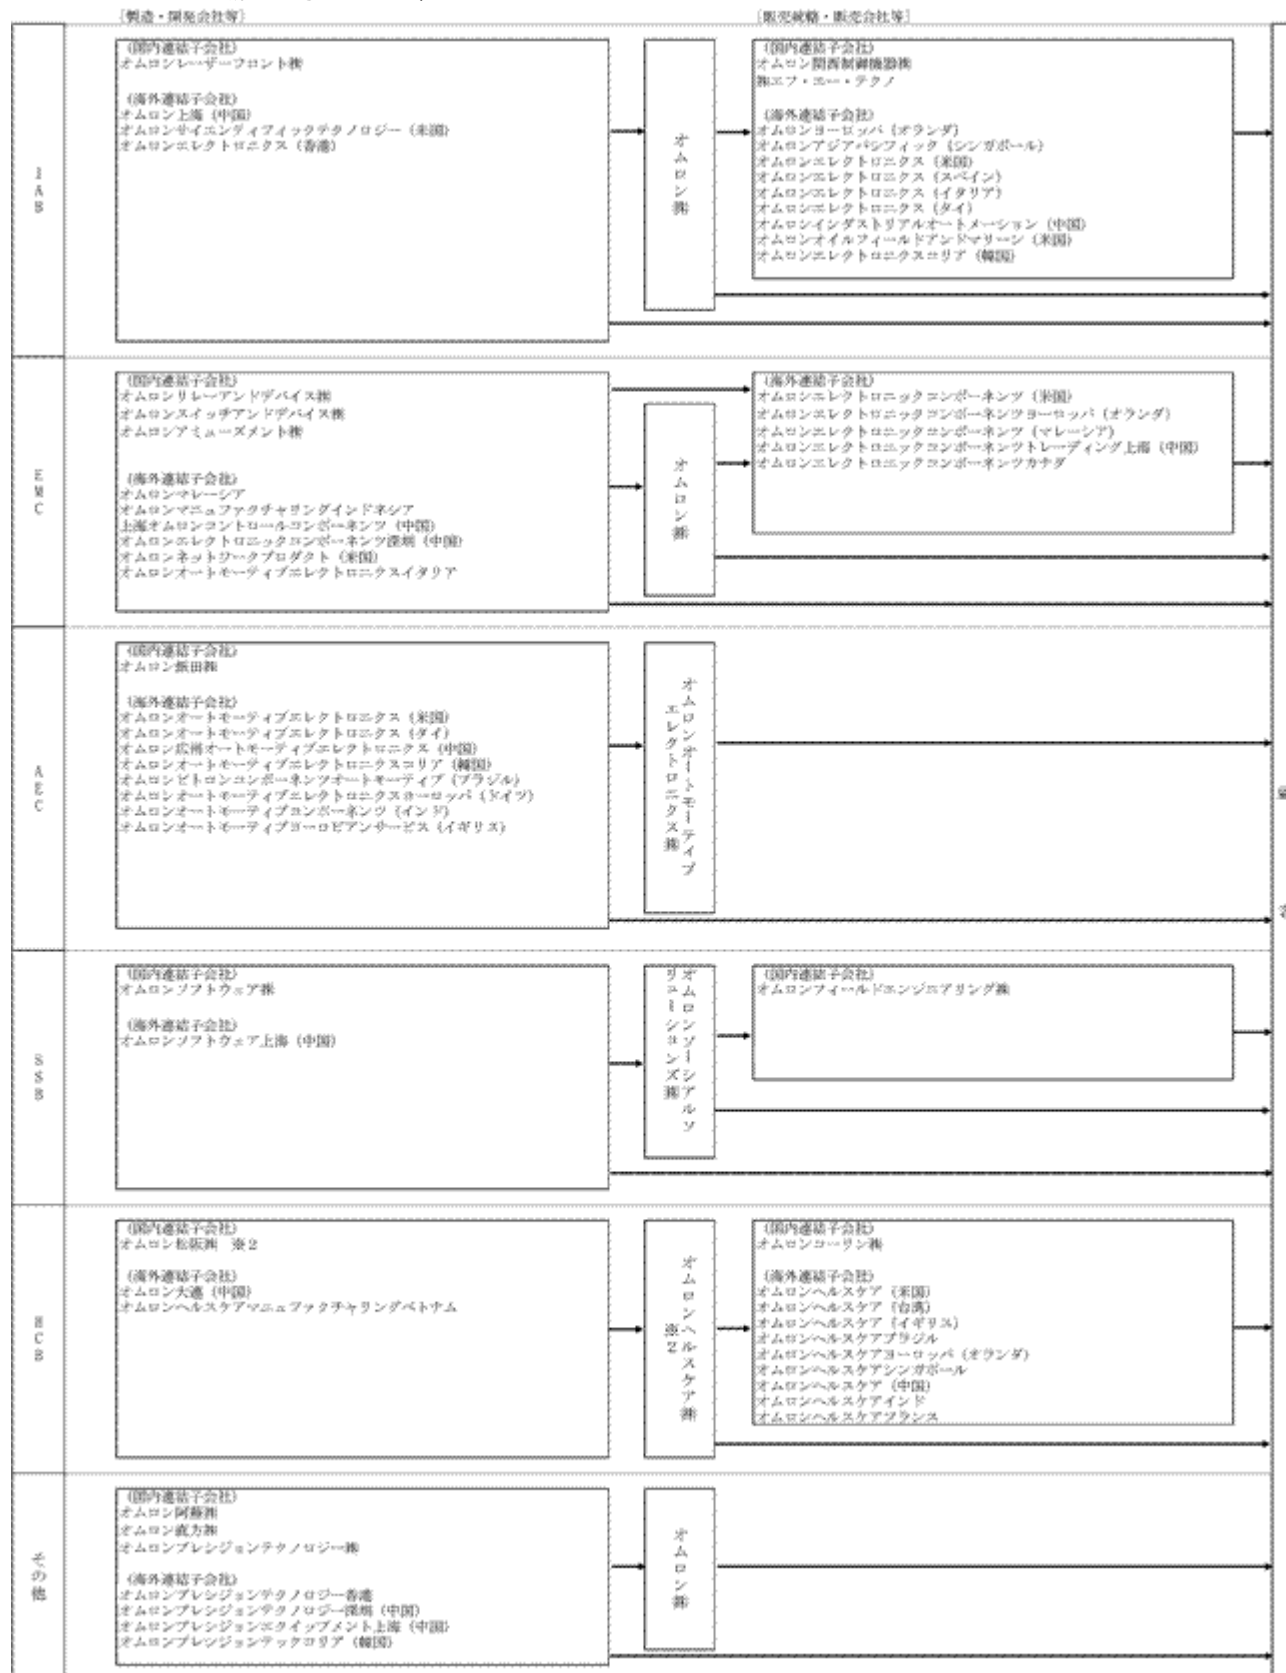 ［製造・開発会社等］
［販売統轄・販売会社等］
IAB
（国内連結子会社）
オムロンレーザーフロント㈱
（海外連結子会社）
オムロン上海（中国）
オムロンサイエンティフィックテクノロジー（米国）
オムロンエレクトロニクス（香港）
オムロン㈱
（国内連結子会社）
オムロン関西制御機器㈱
㈱エフ・エー・テクノ
（海外連結子会社）
オムロンヨーロッパ（オランダ）
オムロンアジアパシフィック（シンガポール）
オムロンエレクトロニクス（米国）
オムロンエレクトロニクス（スペイン）
オムロンエレクトロニクス（イタリア）
オムロンエレクトロニクス（タイ）
オムロンインダストリアルオートメーション（中国）
オムロンオイルフィールドアンドマリーン（米国）
オムロンエレクトロニクスコリア（韓国）
EMC
（国内連結子会社）
オムロンリレーアンドデバイス㈱
オムロンスイッチアンドデバイス㈱
オムロンアミューズメント㈱
（海外連結子会社）
オムロンマレーシア
オムロンマニュファクチャリングインドネシア
上海オムロンコントロールコンポーネンツ（中国）
オムロンエレクトロニックコンポーネンツ深圳（中国）
オムロンネットワークプロダクト（米国）
オムロンオートモーティブエレクトロニクスイタリア
オムロン㈱
（海外連結子会社）
オムロンエレクトロニックコンポーネンツ（米国）
オムロンエレクトロニックコンポーネンツヨーロッパ（オランダ）
オムロンエレクトロニックコンポーネンツ（マレーシア）
オムロンエレクトロニックコンポーネンツトレーディング上海（中国）
オムロンエレクトロニックコンポーネンツカナダ
AEC
（国内連結子会社）
オムロン飯田㈱
（海外連結子会社）
オムロンオートモーティブエレクトロニクス（米国）
オムロンオートモーティブエレクトロニクス（タイ）
オムロン広州オートモーティブエレクトロニクス（中国）
オムロンオートモーティブエレクトロニクスコリア（韓国）
オムロンビトロンコンポーネンツオートモーティブ（ブラジル）
オムロンオートモーティブエレクトロニクスヨーロッパ（ドイツ）
オムロンオートモーティブコンポーネンツ（インド）
オムロンオートモーティブヨーロピアンサービス（イギリス）
オムロンオートモーティブ
エレクトロニクス㈱
SSB
（国内連結子会社）
オムロンソフトウェア㈱
（海外連結子会社）
オムロンソフトウェア上海（中国）
オムロンソーシアルソ
リューションズ㈱
（国内連結子会社）
オムロンフィールドエンジニアリング㈱
HCB
（国内連結子会社）
オムロン松阪㈱　※２
（海外連結子会社）
オムロン大連（中国）
オムロンヘルスケアマニュファクチャリングベトナム
オムロンヘルスケア㈱
※２
（国内連結子会社）
オムロンコーリン㈱
（海外連結子会社）
オムロンヘルスケア（米国）
オムロンヘルスケア（台湾）
オムロンヘルスケア（イギリス）
オムロンヘルスケアブラジル
オムロンヘルスケアヨーロッパ（オランダ）
オムロンヘルスケアシンガポール
オムロンヘルスケア（中国）
オムロンヘルスケアインド
オムロンヘルスケアフランス
その他
（国内連結子会社）
オムロン阿蘇㈱
オムロン直方㈱
オムロンプレシジョンテクノロジー㈱
（海外連結子会社）
オムロンプレシジョンテクノロジー香港
オムロンプレシジョンテクノロジー深圳（中国）
オムロンプレシジョンエクイップメント上海（中国）
オムロンプレシジョンテックコリア（韓国）
オムロン㈱